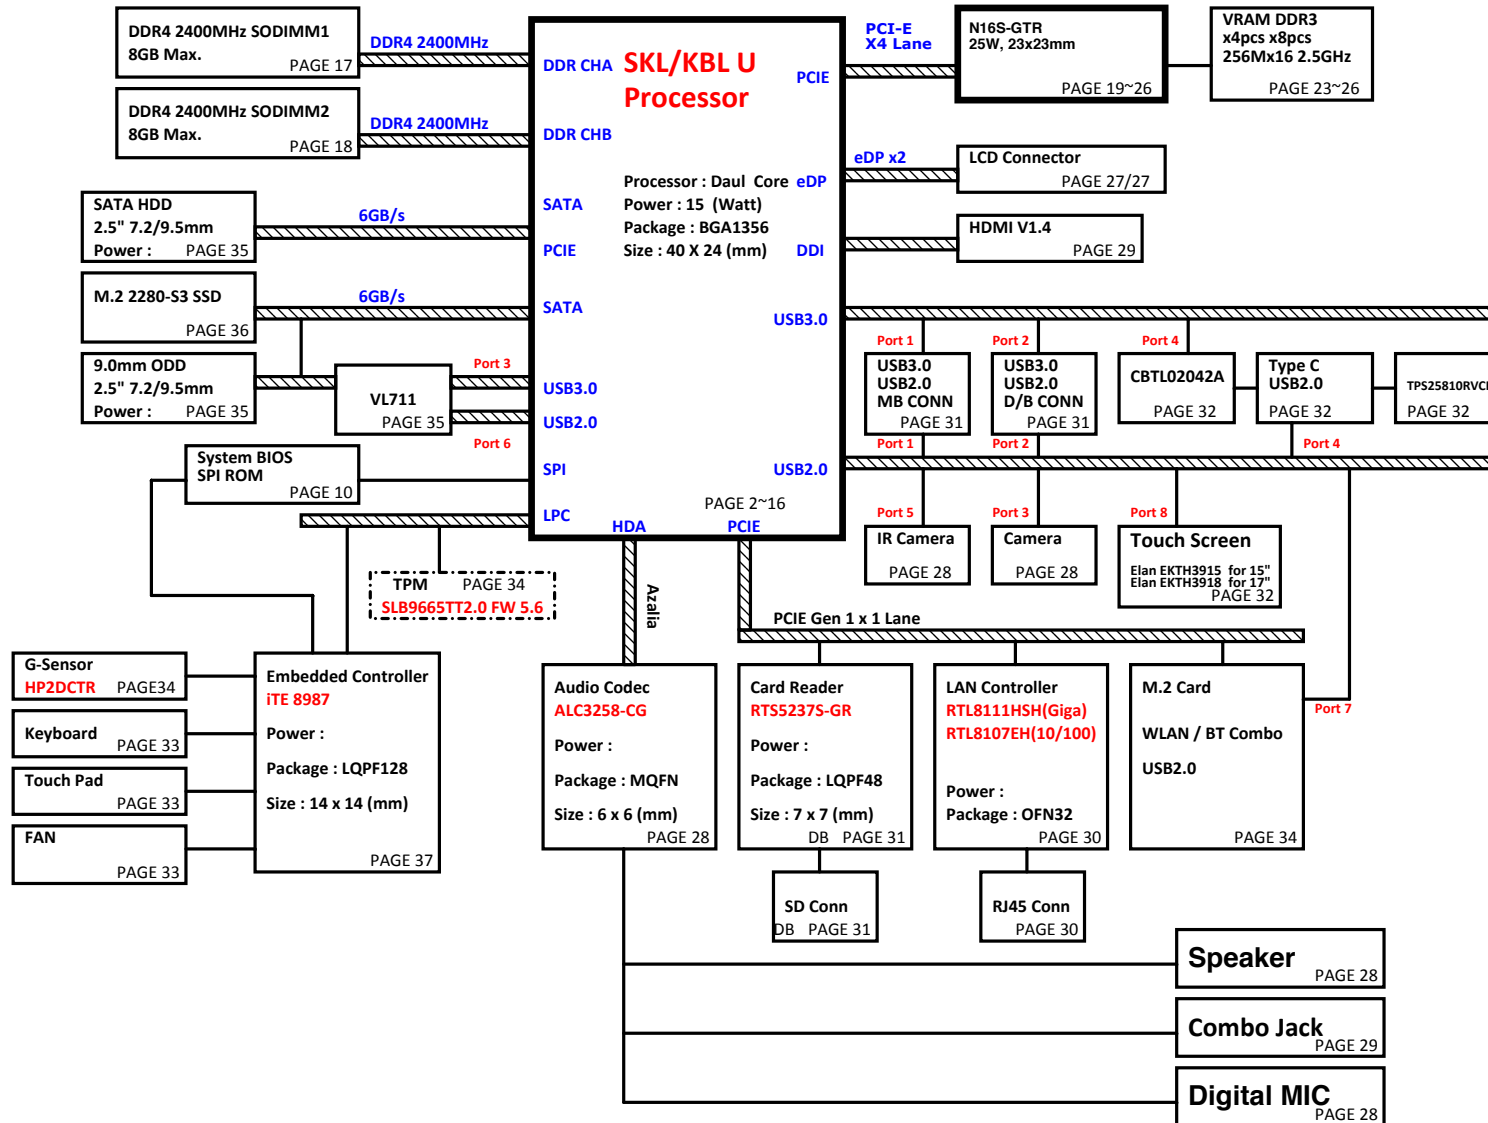 DDR4 2400MHz SODIMM1
8GB Max.
PAGE 17
DDR4 2400MHz
DDR4 2400MHz SODIMM2
8GB Max.
PAGE 18
DDR4 2400MHz
SATA HDD
2.5" 7.2/9.5mm
Power :
PAGE 35
6GB/s
M.2 2280-S3 SSD
PAGE 36
6GB/s
9.0mm ODD
2.5" 7.2/9.5mm
Power :
PAGE 35
VL711
PAGE 35
Port 3
Port 6
System BIOS
SPI ROM
PAGE 10
TPM
PAGE 34
SLB9665TT2.0 FW 5.6
SKL/KBL U
Processor
DDR CHA
DDR CHB
SATA
PCIE
SATA
USB3.0
USB2.0
SPI
LPC
HDA
PCIE
PCIE
eDP
DDI
USB3.0
USB2.0
Processor : Daul Core
Power : 15 (Watt)
Package : BGA1356
Size : 40 X 24 (mm)
PAGE 2~16
PCI-E
X4 Lane
N16S-GTR
25W, 23x23mm
PAGE 19~26
VRAM DDR3
x4pcs x8pcs
256Mx16 2.5GHz
PAGE 23~26
eDP x2
LCD Connector
PAGE 27/27
HDMI V1.4
PAGE 29
Port 1
USB3.0
USB2.0
MB CONN
PAGE 31
Port 1
Port 2
USB3.0
USB2.0
D/B CONN
PAGE 31
Port 2
Port 4
CBTL02042A
PAGE 32
Type C
USB2.0
PAGE 32
Port 4
TPS25810RVC
PAGE 32
Port 5
IR Camera
PAGE 28
Port 3
Camera
PAGE 28
Port 8
Touch Screen
Elan EKTH3915 for 15"
Elan EKTH3918 for 17"
PAGE 32
Azalia
PCIE Gen 1 x 1 Lane
G-Sensor
HP2DCTR
PAGE34
Keyboard
PAGE 33
Touch Pad
PAGE 33
FAN
PAGE 33
Embedded Controller
iTE 8987
Power :
Package : LQPF128
Size : 14 x 14 (mm)
PAGE 37
Audio Codec
ALC3258-CG
Power :
Package : MQFN
Size : 6 x 6 (mm)
PAGE 28
Card Reader
RTS5237S-GR
Power :
Package : LQPF48
Size : 7 x 7 (mm)
DB PAGE 31
LAN Controller
RTL8111HSH(Giga)
RTL8107EH(10/100)
Power :
Package : OFN32
PAGE 30
M.2 Card
WLAN / BT Combo
USB2.0
PAGE 34
Port 7
SD Conn
DB PAGE 31
RJ45 Conn
PAGE 30
Speaker
PAGE 28
Combo Jack
PAGE 29
Digital MIC
PAGE 28